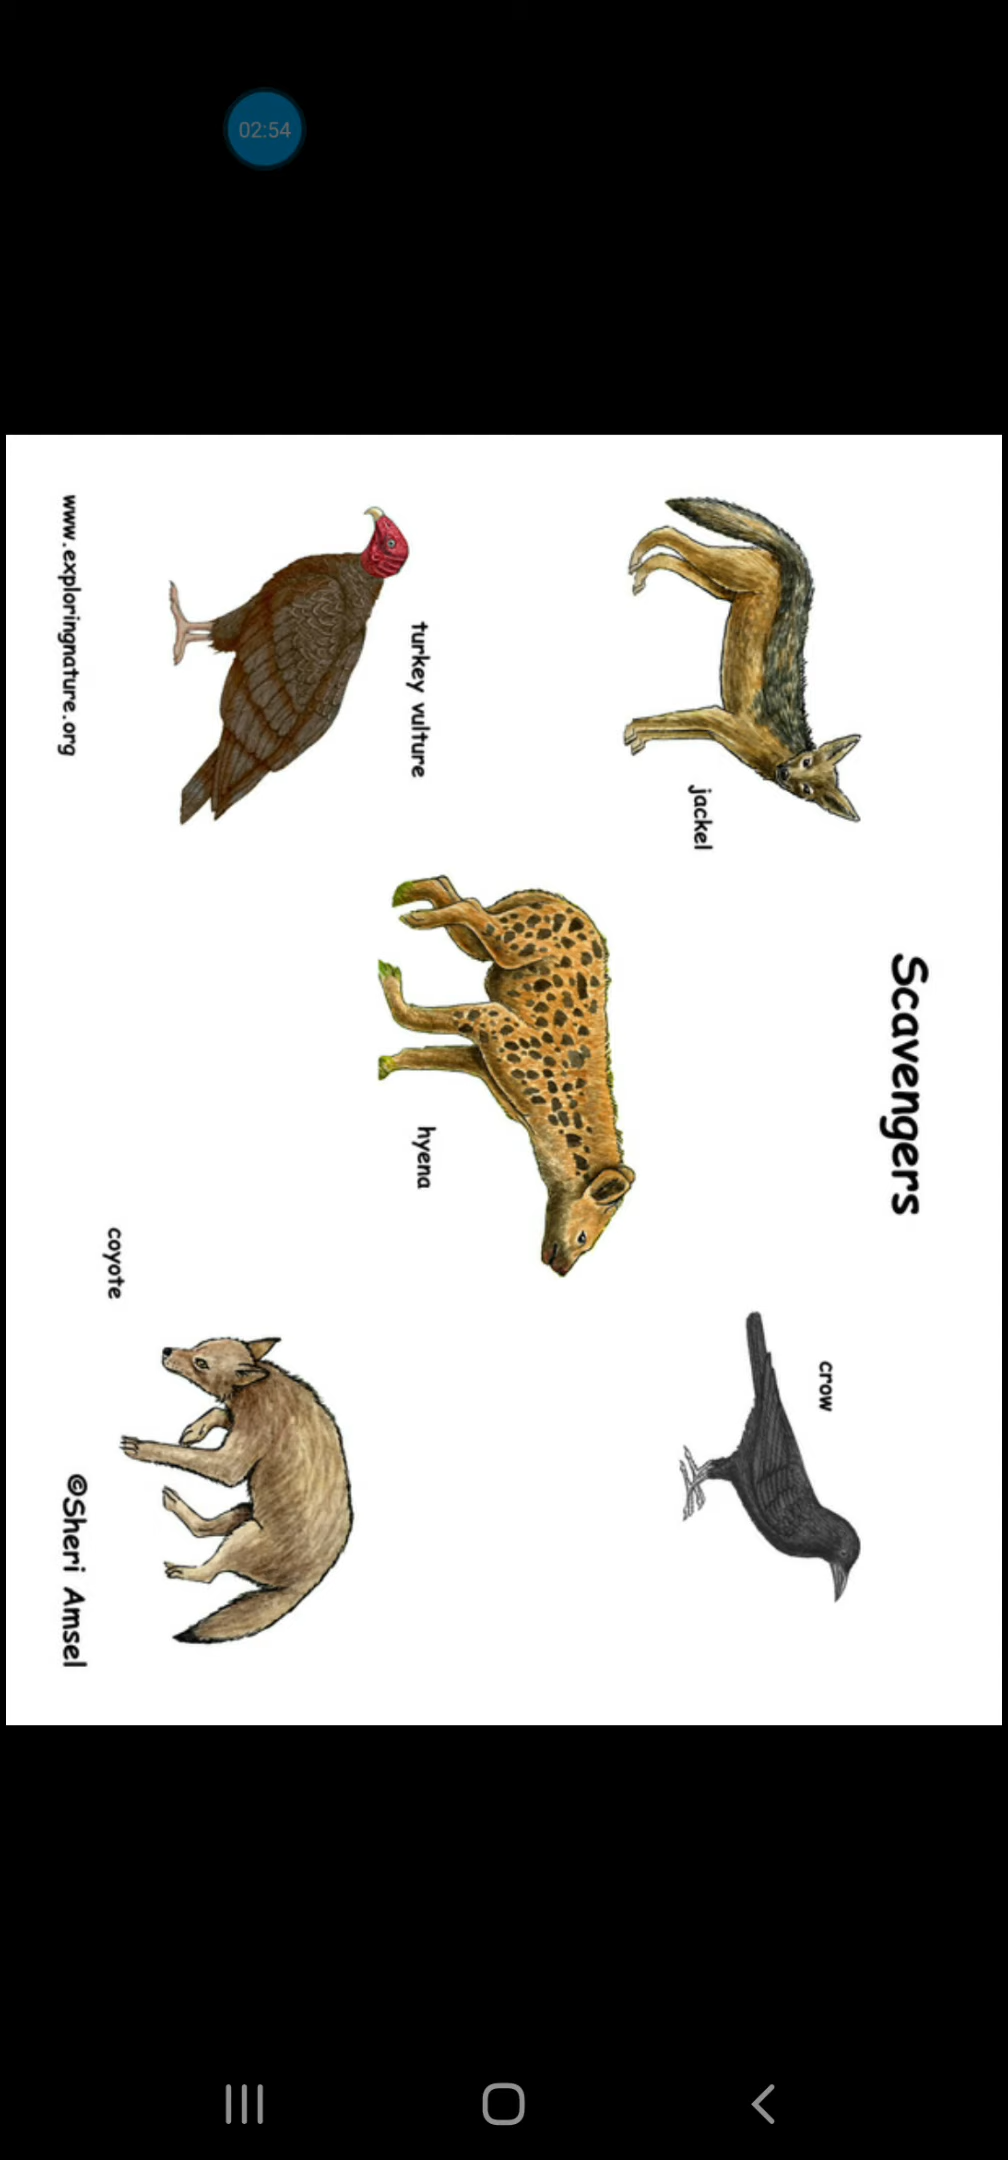 02:54
Scavengers
jackel
crow
hyena
turkey vulture
coyote
www.exploringnature.org
©Sheri Amsel